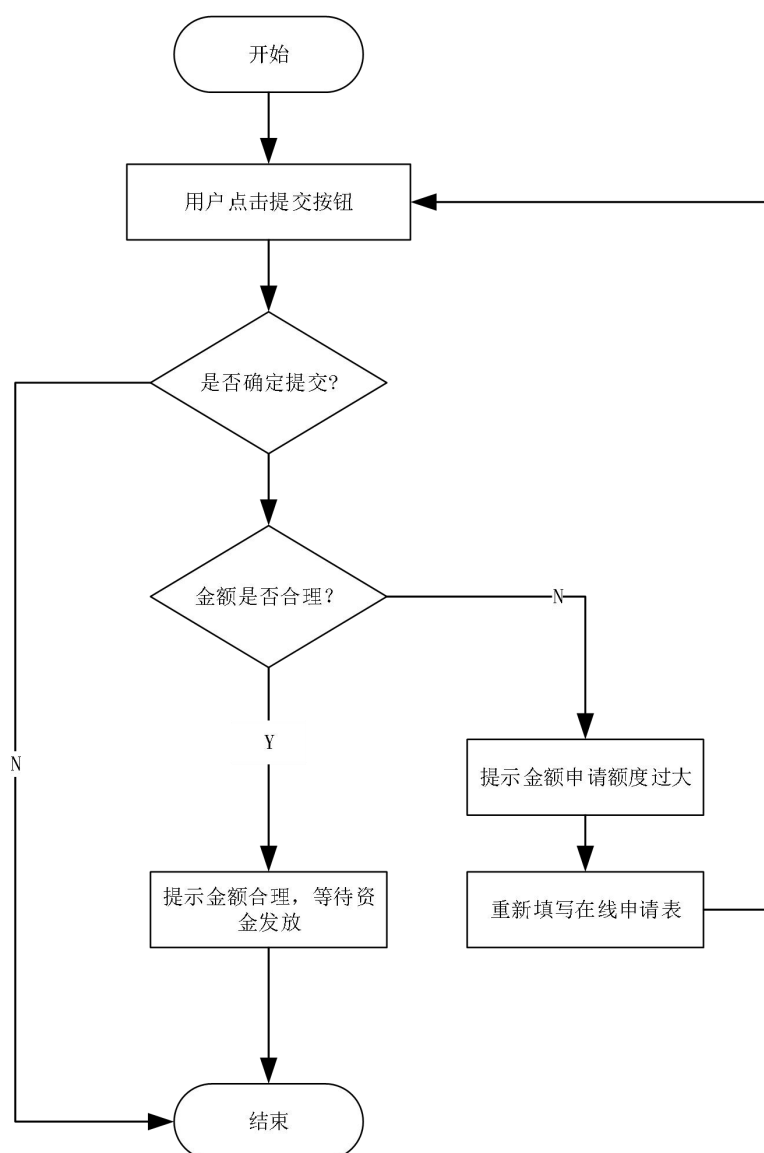 开始
用户点击提交按钮
是否确定提交?
金额是否合理？
N
Y
N
提示金额申请额度过大
提示金额合理，等待资
金发放
重新填写在线申请表
结束